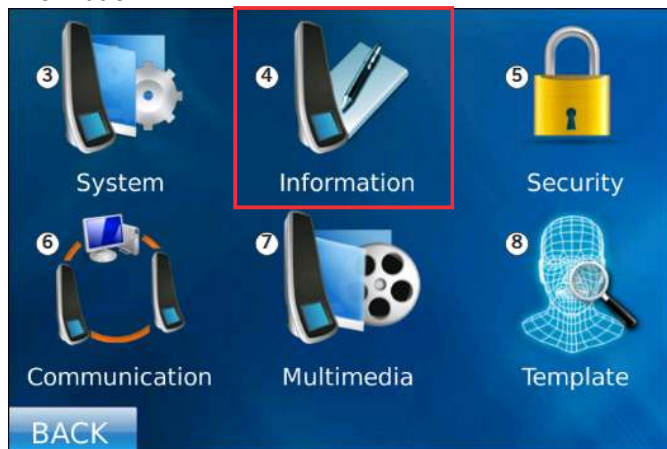 3 4 5
System Information Security
6 7 8
Communication Multimedia Template
BACK